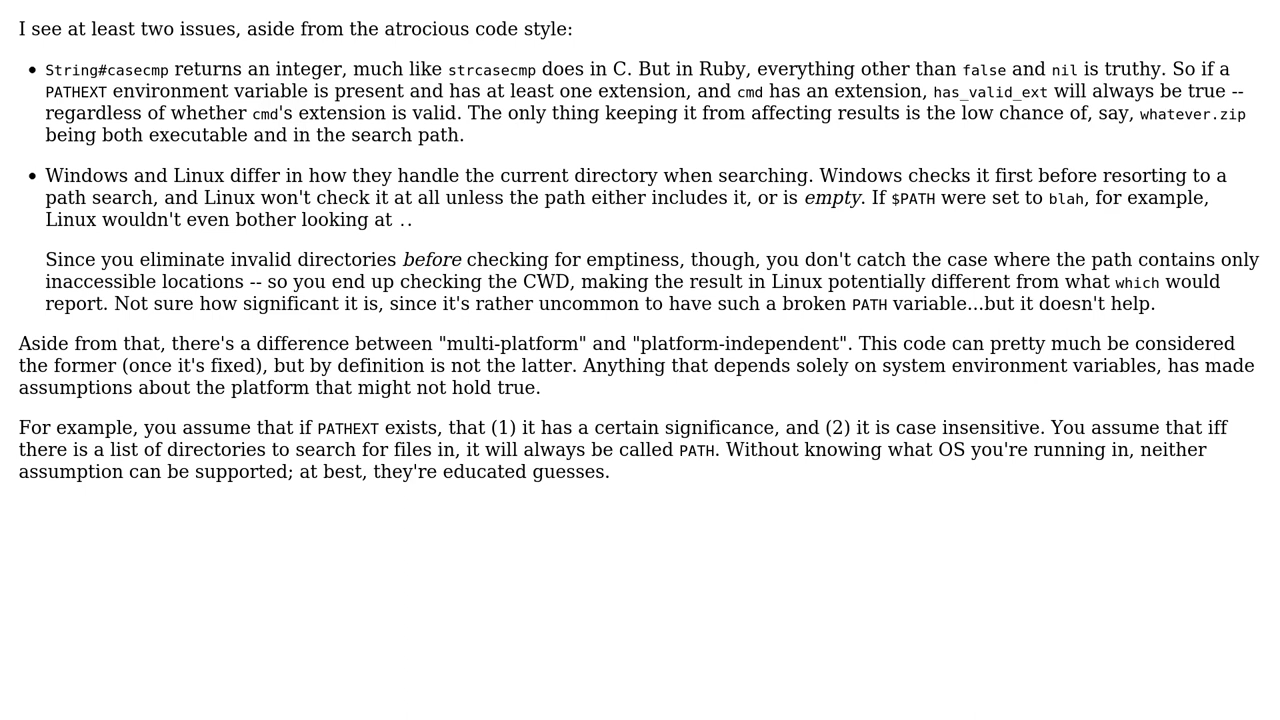 I see at least two issues, aside from the atrocious code style:
• String#casecmp returns an integer, much like strcasecmp does in C. But in Ruby, everything other than false and nil is truthy. So if a
PATHEXT environment variable is present and has at least one extension, and cmd has an extension, has_valid_ext will always be true --
regardless of whether cmd's extension is valid. The only thing keeping it from affecting results is the low chance of, say, whatever.zip
being both executable and in the search path.
• Windows and Linux differ in how they handle the current directory when searching. Windows checks it first before resorting to a
path search, and Linux won't check it at all unless the path either includes it, or is empty. If $PATH were set to blah, for example,
Linux wouldn't even bother looking at ..
Since you eliminate invalid directories before checking for emptiness, though, you don't catch the case where the path contains only
inaccessible locations -- so you end up checking the CWD, making the result in Linux potentially different from what which would
report. Not sure how significant it is, since it's rather uncommon to have such a broken PATH variable...but it doesn't help.
Aside from that, there's a difference between "multi-platform" and "platform-independent". This code can pretty much be considered
the former (once it's fixed), but by definition is not the latter. Anything that depends solely on system environment variables, has made
assumptions about the platform that might not hold true.
For example, you assume that if PATHEXT exists, that (1) it has a certain significance, and (2) it is case insensitive. You assume that iff
there is a list of directories to search for files in, it will always be called PATH. Without knowing what OS you're running in, neither
assumption can be supported; at best, they're educated guesses.